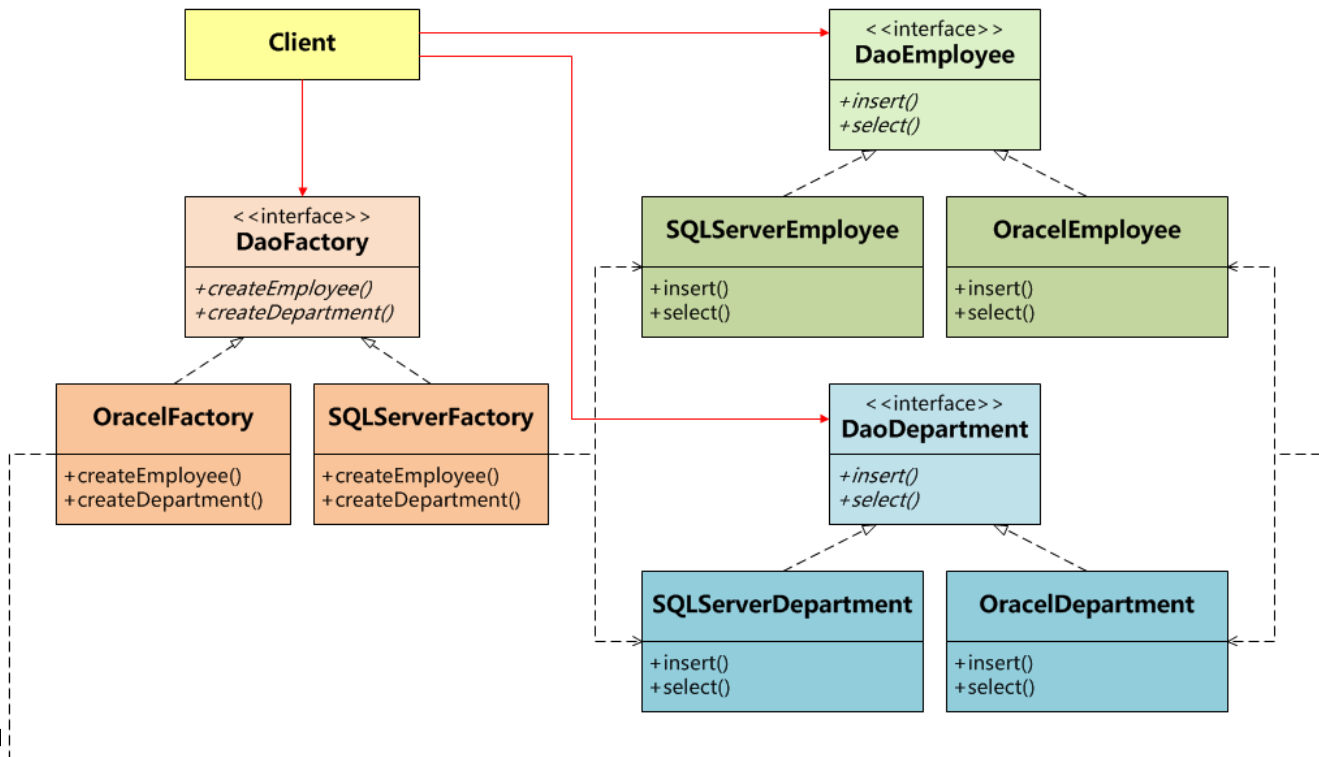 Client
<<interface>>
DaoEmployee
+insert()
+select()
<<interface>>
DaoFactory
+createEmployee()
+createDepartment()
SQLServerEmployee
+insert()
+select()
OracelEmployee
+insert()
+select()
OracelFactory
+createEmployee()
+createDepartment()
SQLServerFactory
+createEmployee()
+createDepartment()
<<interface>>
DaoDepartment
+insert()
+select()
SQLServerDepartment
+insert()
+select()
OracelDepartment
+insert()
+select()